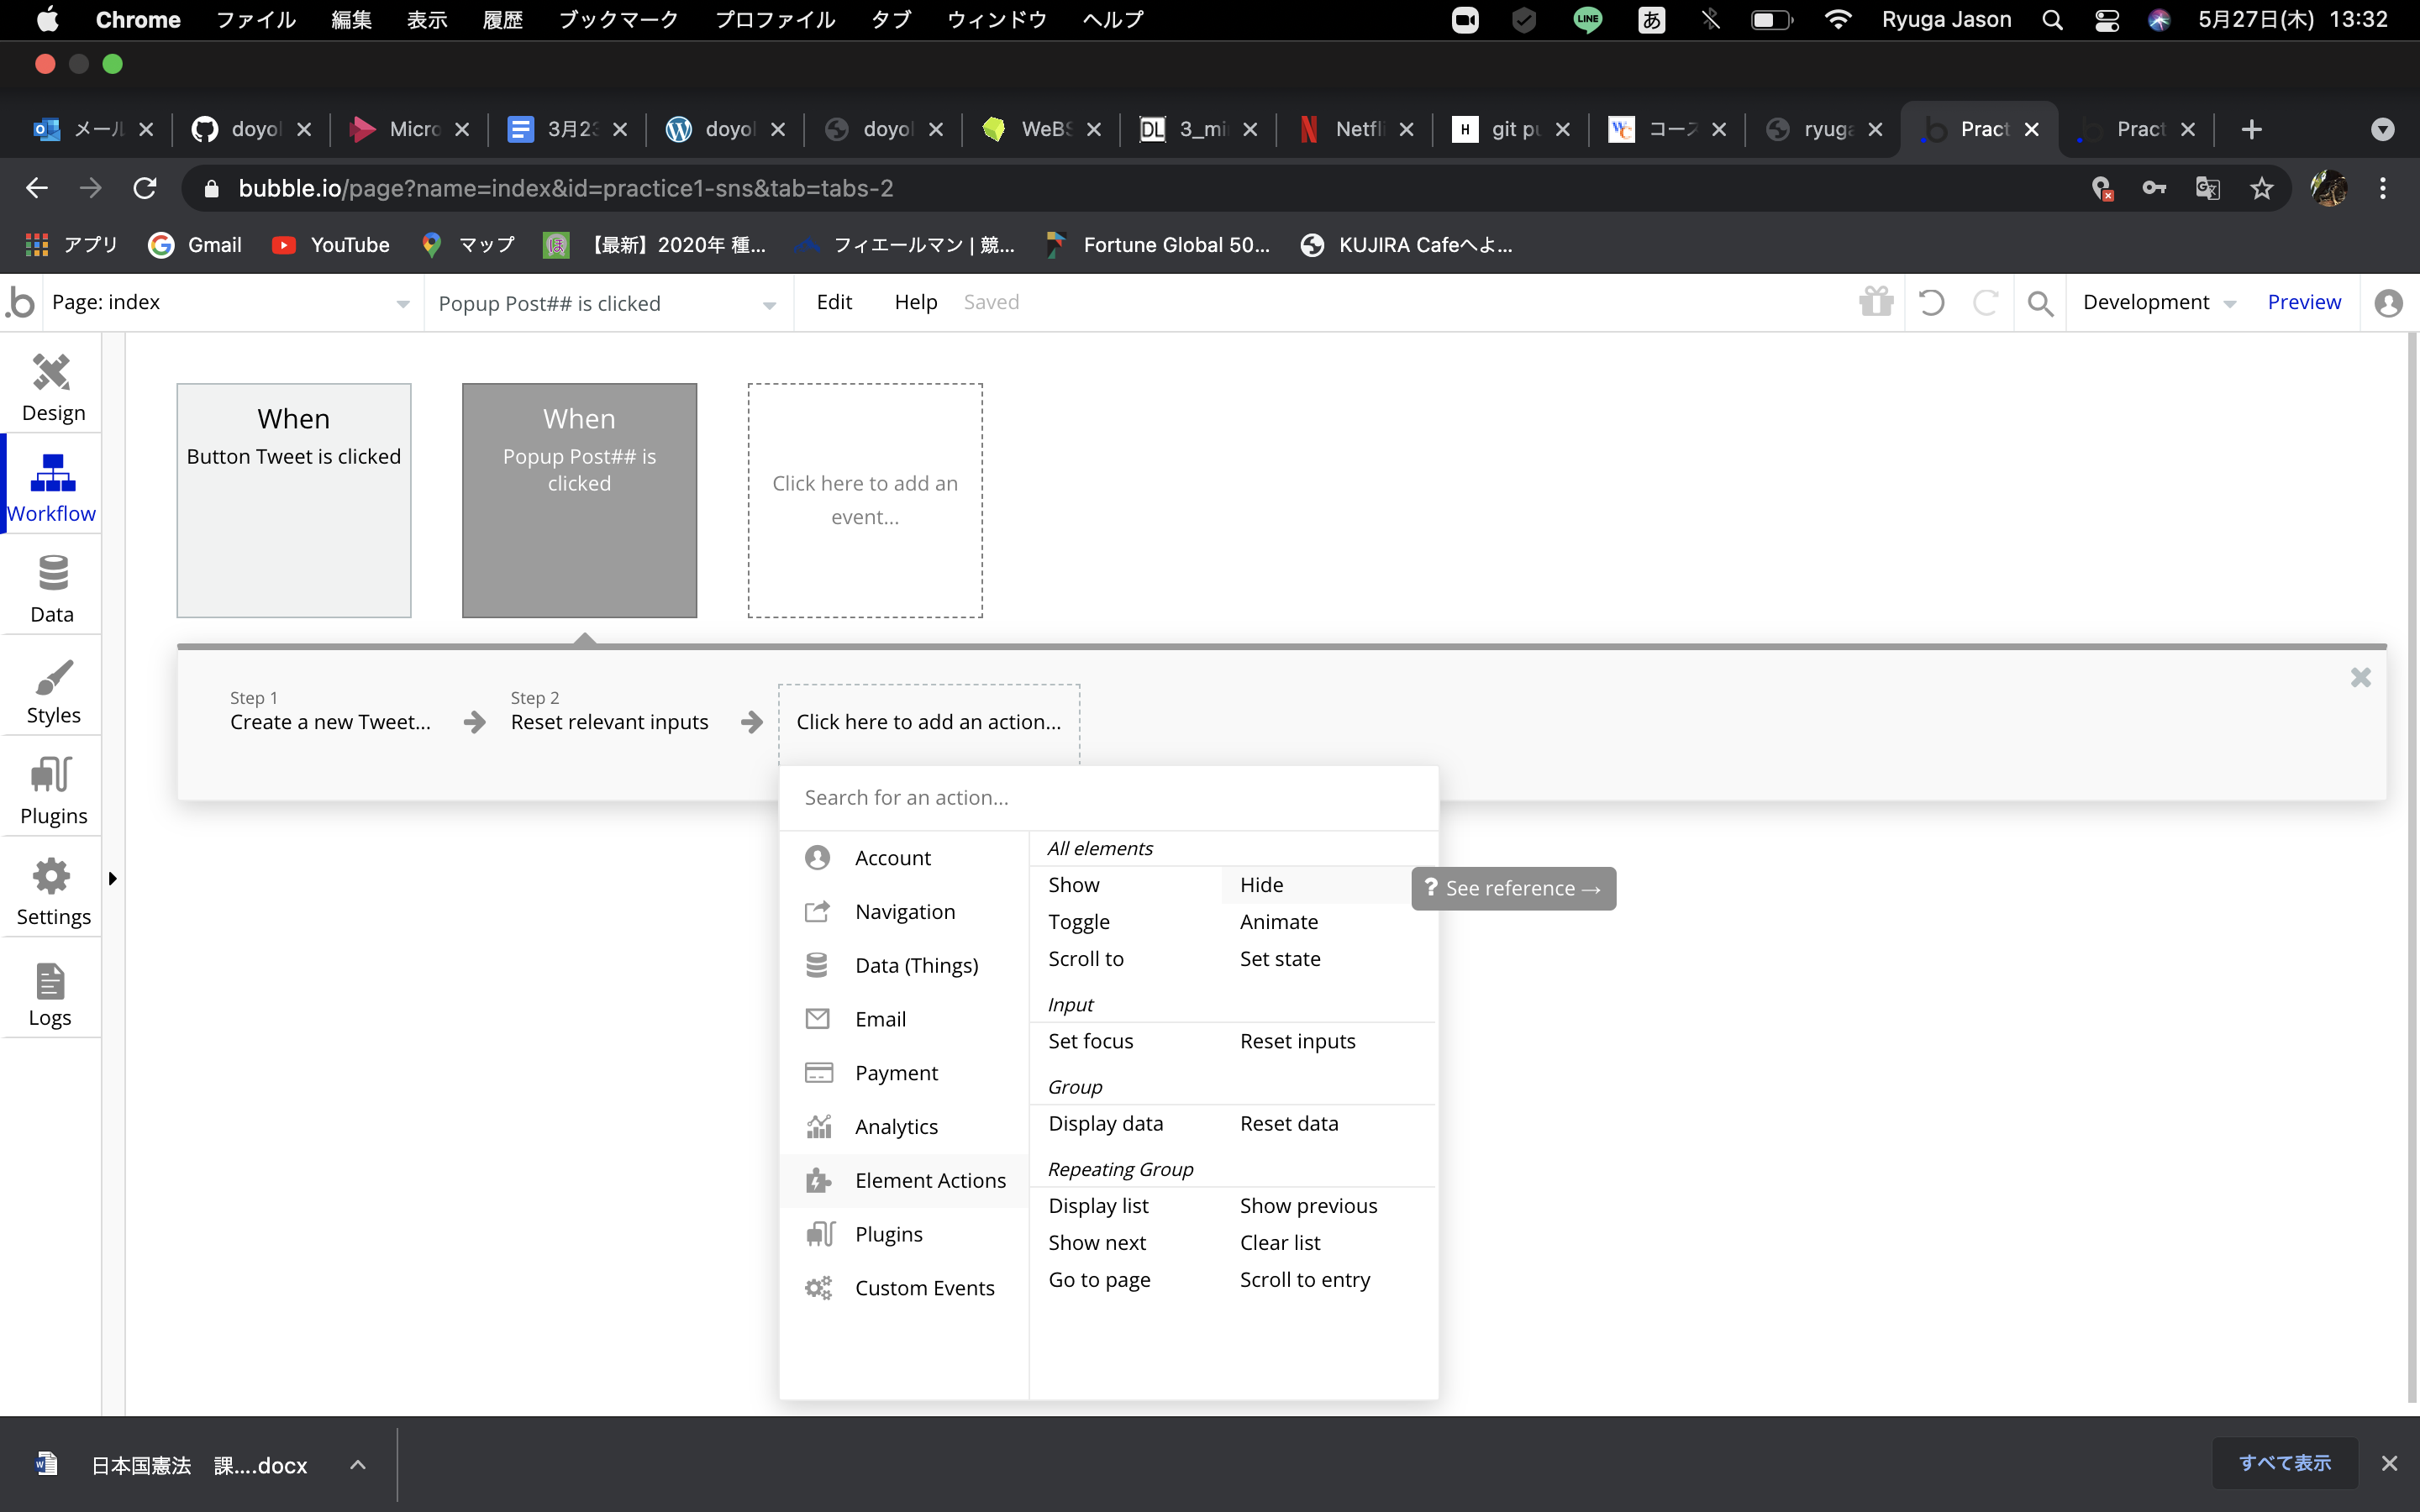 Chrome ファイル 編集 表示 履歴 ブックマーク プロファイル タブ ウィンドウ ヘルプ LINE あ Ryuga Jason 5月27日(木) 13:32
メール doyol Micro 3月23 doyol doyol WeBS DL 3_mi Netfli H git pu コース ryuga Pract Pract
bubble.io/page?name=index&id=practice1-sns&tab=tabs-2
アプリ Gmail YouTube マップ 【最新】2020年 種... フィエールマン | 競... Fortune Global 50... KUJIRA Cafeへよ...
Page: index Popup Post## is clicked Edit Help Saved Development Preview
Design
Workflow
Data
Styles
Plugins
Settings
Logs
When
Button Tweet is clicked
When
Popup Post## is
clicked
Click here to add an
event...
Step 1
Create a new Tweet...
Step 2
Reset relevant inputs
Click here to add an action...
Search for an action...
Account
Navigation
Data (Things)
Email
Payment
Analytics
Element Actions
Plugins
Custom Events
All elements
Show Hide
? See reference →
Toggle Animate
Scroll to Set state
Input
Set focus Reset inputs
Group
Display data Reset data
Repeating Group
Display list Show previous
Show next Clear list
Go to page Scroll to entry
日本国憲法 課....docx すべて表示